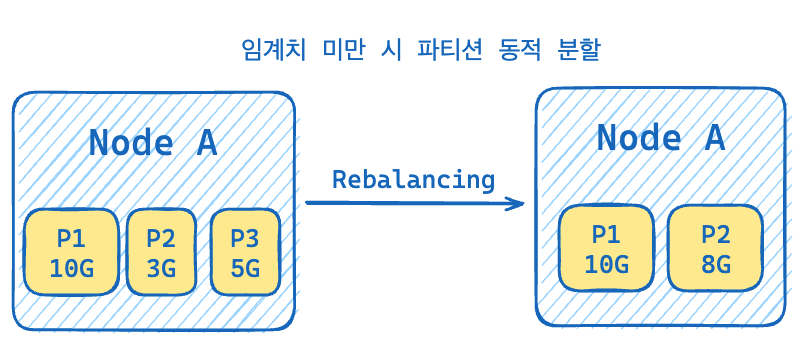 임계치 미만 시 파티션 동적 분할
Node A
P1
10G
P2
3G
P3
5G
Rebalancing
Node A
P1
10G
P2
8G